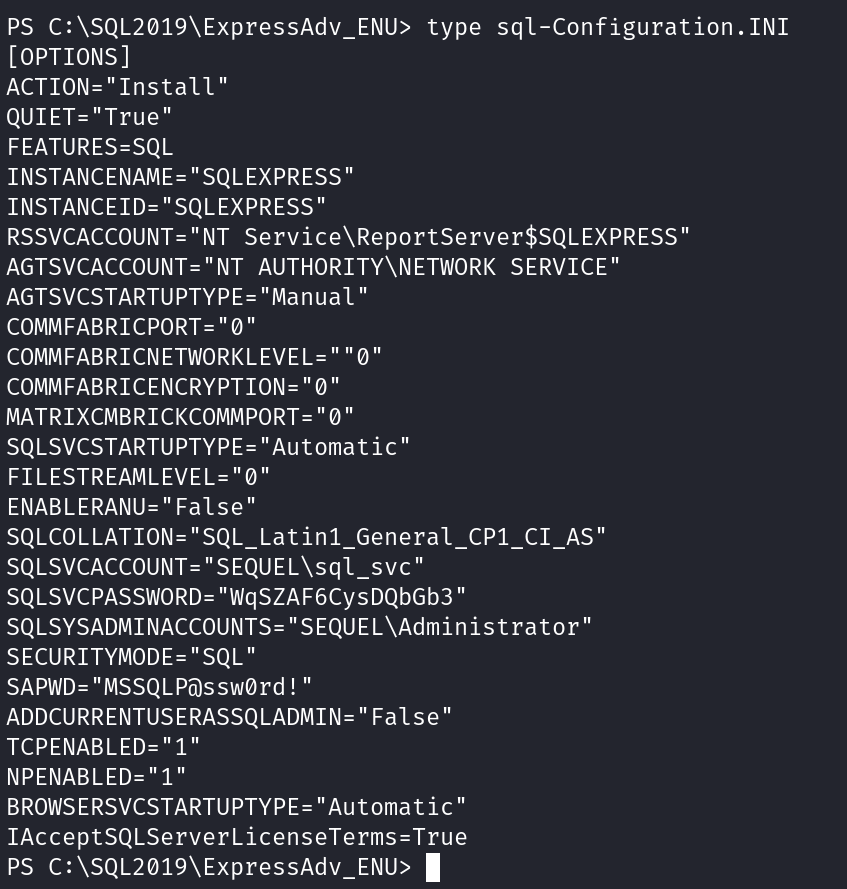 PS C:\SQL2019\ExpressAdv_ENU> type sql-Configuration.INI
[OPTIONS]
ACTION="Install"
QUIET="True"
FEATURES=SQL
INSTANCENAME="SQLEXPRESS"
INSTANCEID="SQLEXPRESS"
RSSVCACCOUNT="NT Service\ReportServer$SQLEXPRESS"
AGTSVCACCOUNT="NT AUTHORITY\NETWORK SERVICE"
AGTSVCSTARTUPTYPE="Manual"
COMMFABRICPORT="0"
COMMFABRICNETWORKLEVEL=""0"
COMMFABRICENCRYPTION="0"
MATRIXCMBRICKCOMMPORT="0"
SQLSVCSTARTUPTYPE="Automatic"
FILESTREAMLEVEL="0"
ENABLERANU="False"
SQLCOLLATION="SQL_Latin1_General_CP1_CI_AS"
SQLSVCACCOUNT="SEQUEL\sql_svc"
SQLSVCPASSWORD="WqSZAF6CysDQbGb3"
SQLSYSADMINACCOUNTS="SEQUEL\Administrator"
SECURITYMODE="SQL"
SAPWD="MSSQLP@ssw0rd!"
ADDCURRENTUSERASSQLADMIN="False"
TCPENABLED="1"
NPENABLED="1"
BROWSERSVCSTARTUPTYPE="Automatic"
IAcceptSQLServerLicenseTerms=True
PS C:\SQL2019\ExpressAdv_ENU>